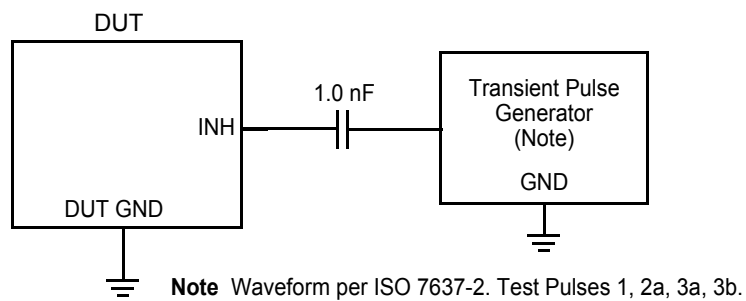 DUT
1.0 nF
Transient Pulse
Generator
(Note)
INH
GND
DUT GND
Note Waveform per ISO 7637-2. Test Pulses 1, 2a, 3a, 3b.